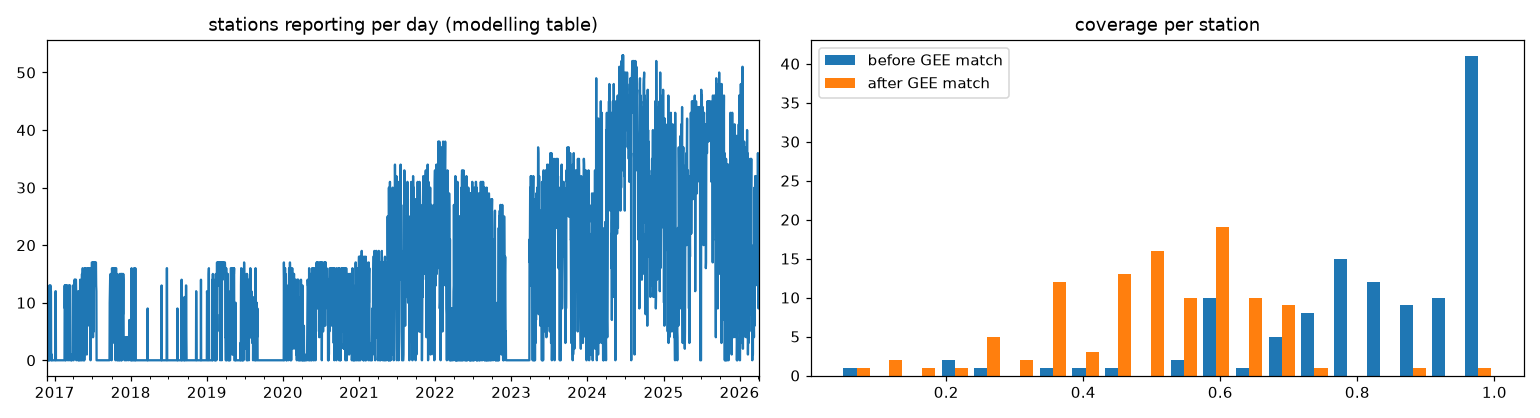 stations reporting per day (modelling table)
50
40
30
20
10
0
2017 2018 2019 2020 2021 2022 2023 2024 2025 2026
coverage per station
before GEE match
after GEE match
40
35
30
25
20
15
10
5
0
0.2 0.4 0.6 0.8 1.0